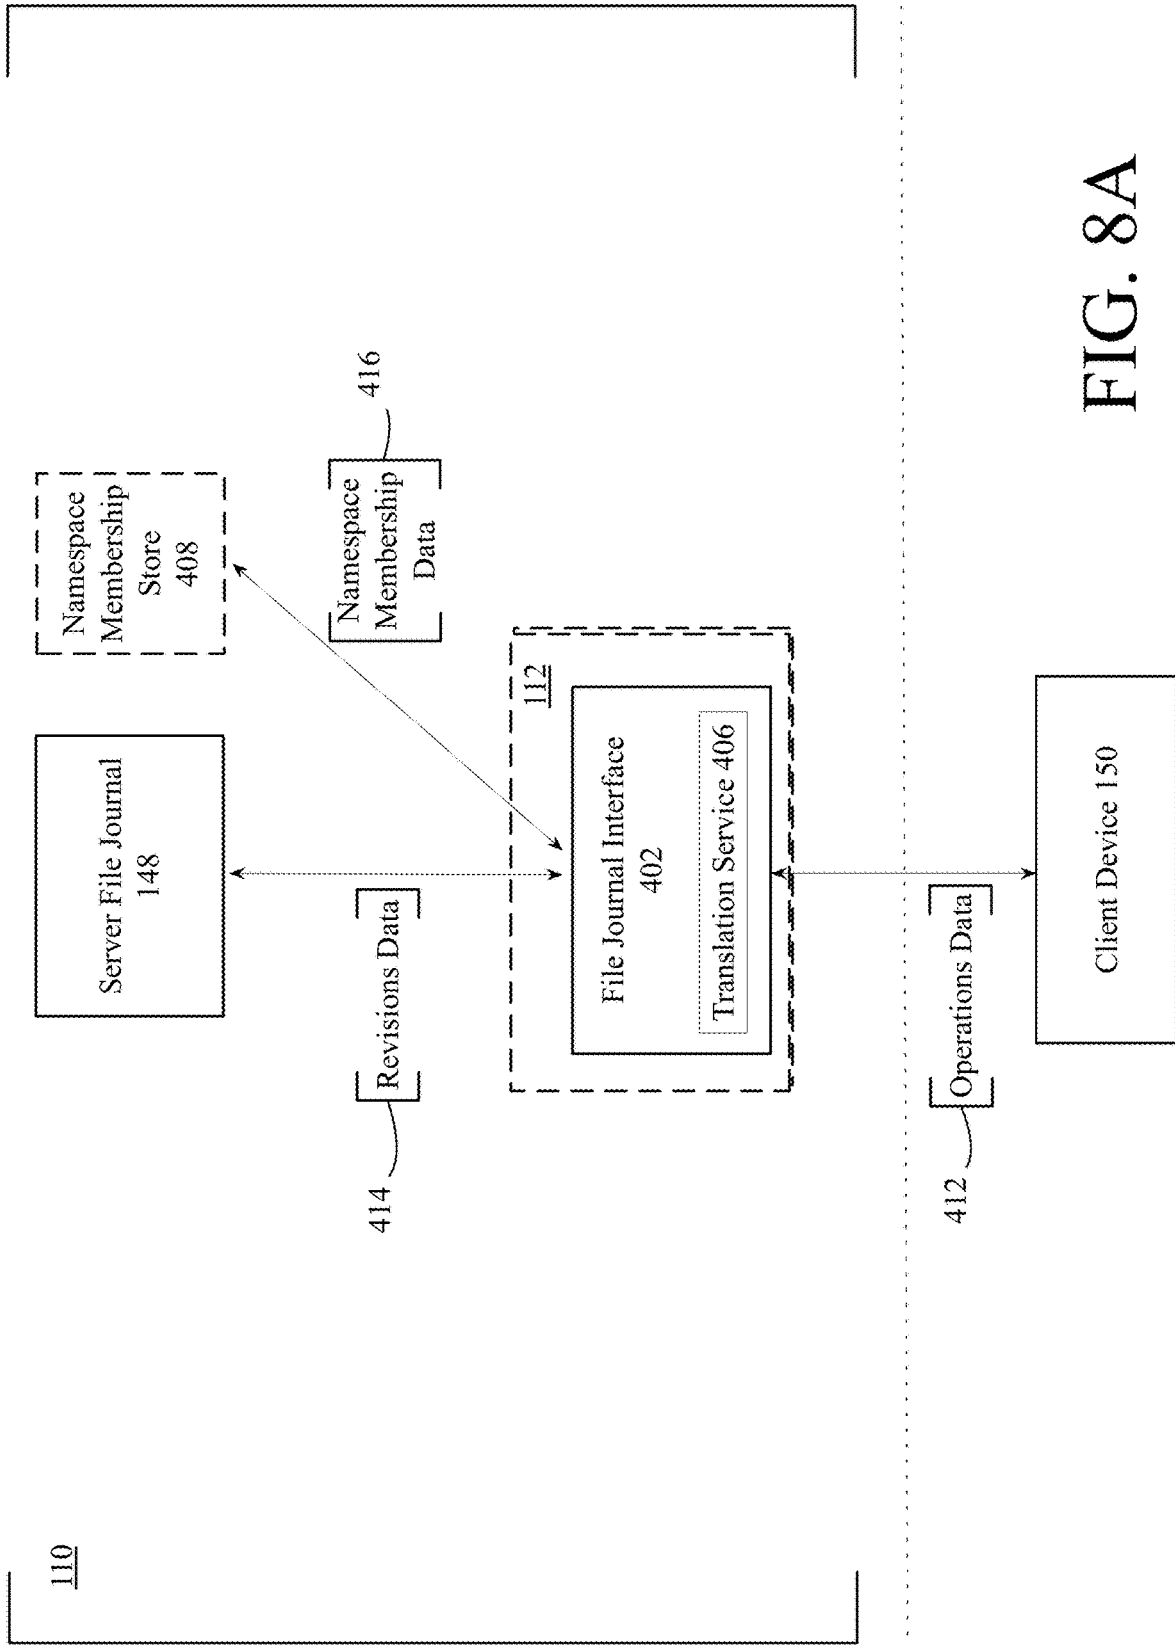 110
Server File Journal
148
Namespace
Membership
Store
408
414
Revisions Data
Namespace
Membership
Data
416
112
File Journal Interface
402
Translation Service 406
412
Operations Data
Client Device 150
FIG. 8A